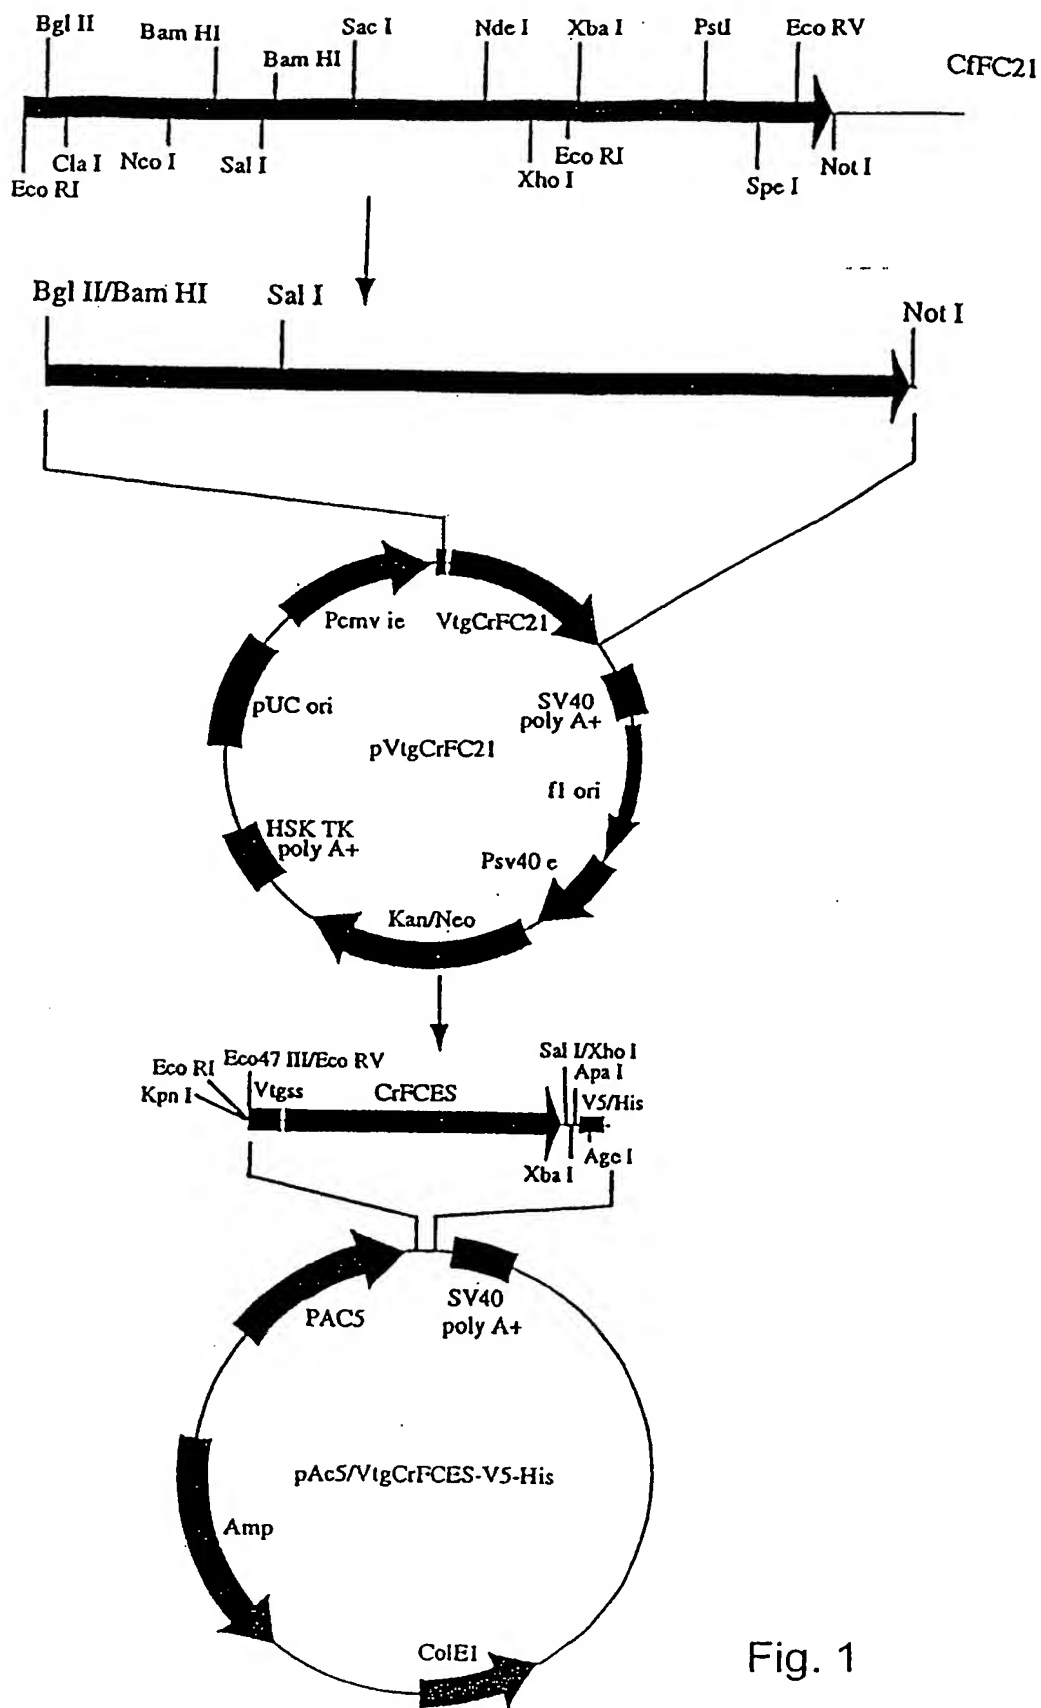 Bgl II
Bam HI
Bam HI
Sac I
Nde I
Xba I
PstI
Eco RV
CfFC21
Eco RI
Cla I
Nco I
Sal I
Xho I
Eco RI
Spe I
Not I
Bgl II/Bam HI
Sal I
Not I
Pcmv ie
VtgCrFC21
pUC ori
SV40
poly A+
pVtgCrFC21
f1 ori
HSK TK
poly A+
Psv40 e
Kan/Neo
Kpn I
Eco RI
Eco47 III/Eco RV
Vtgss
CrFCES
Sal I/Xho I
Apa I
V5/His
Xba I
Age I
PAC5
SV40
poly A+
pAc5/VtgCrFCES-V5-His
Amp
ColE1
Fig. 1